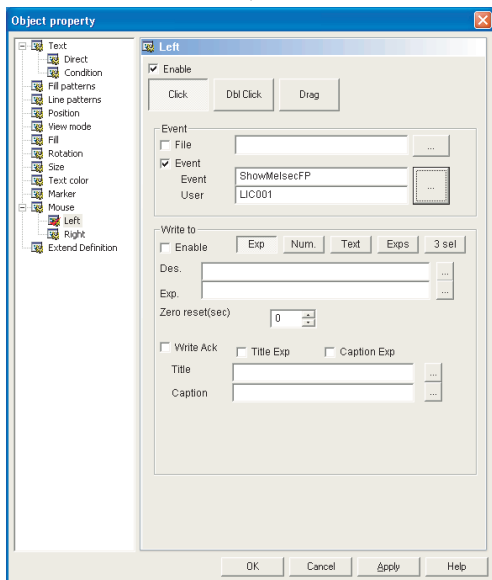 Object property
Text
Direct
Condition
Fill patterns
Line patterns
Position
View mode
Fill
Rotation
Size
Text color
Marker
Mouse
Left
Right
Extend Definition
Left
Enable
Click Dbl Click Drag
Event
File ...
Event
Event ShowMelsecFP
User LIC001 ...
Write to
Enable Exp Num. Text Exps 3 sel
Des. ...
Exp. ...
Zero reset(sec) 0
Write Ack Title Exp Caption Exp
Title ...
Caption ...
OK Cancel Apply Help